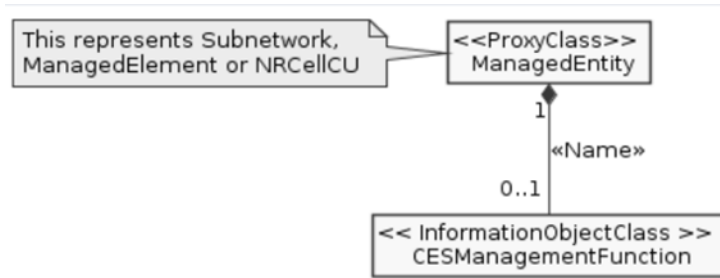 This represents Subnetwork,
ManagedElement or NRCellCU
<<ProxyClass>>
ManagedEntity
1
«Name»
0..1
<< InformationObjectClass >>
CESManagementFunction